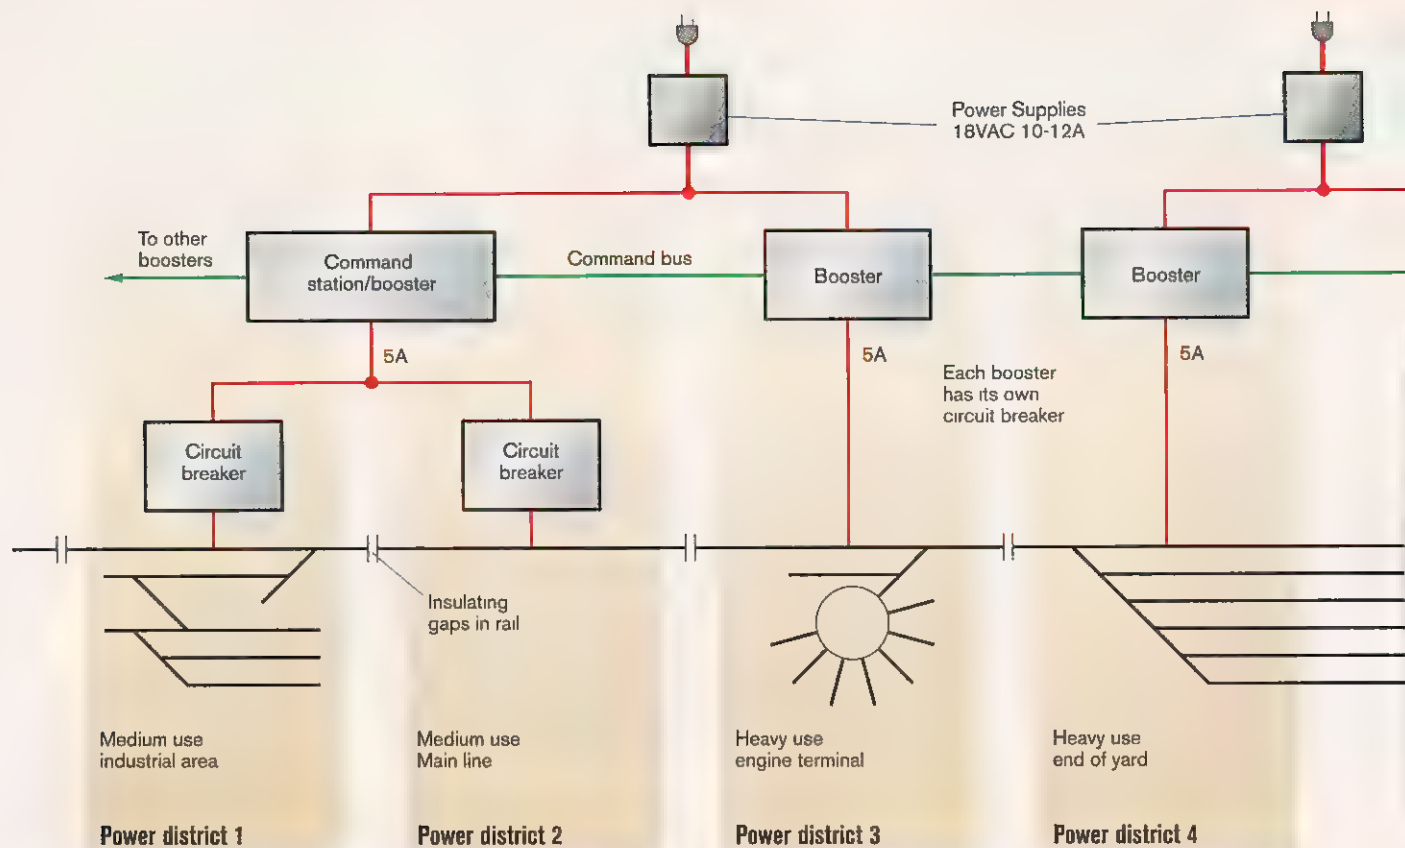 Power Supplies
18VAC 10-12A
To other
boosters
Command
station/booster
Command bus
Booster
Booster
5A
5A
5A
Each booster
has its own
circuit breaker
Circuit
breaker
Circuit
breaker
Insulating
gaps in rail
Medium use
industrial area
Medium use
Main line
Heavy use
engine terminal
Heavy use
end of yard
Power district 1
Power district 2
Power district 3
Power district 4